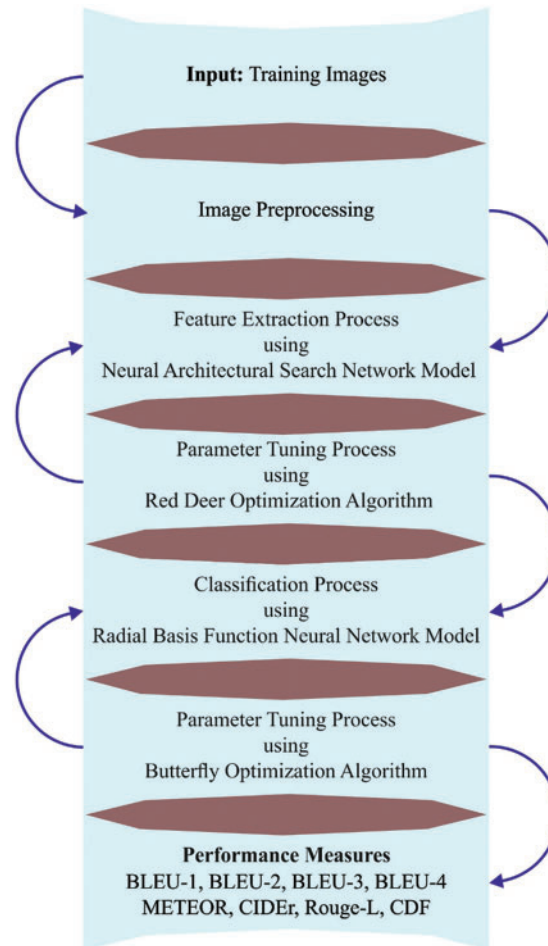 Input: Training Images
Image Preprocessing
Feature Extraction Process
using
Neural Architectural Search Network Model
Parameter Tuning Process
using
Red Deer Optimization Algorithm
Classification Process
using
Radial Basis Function Neural Network Model
Parameter Tuning Process
using
Butterfly Optimization Algorithm
Performance Measures
BLEU-1, BLEU-2, BLEU-3, BLEU-4
METEOR, CIDEr, Rouge-L, CDF